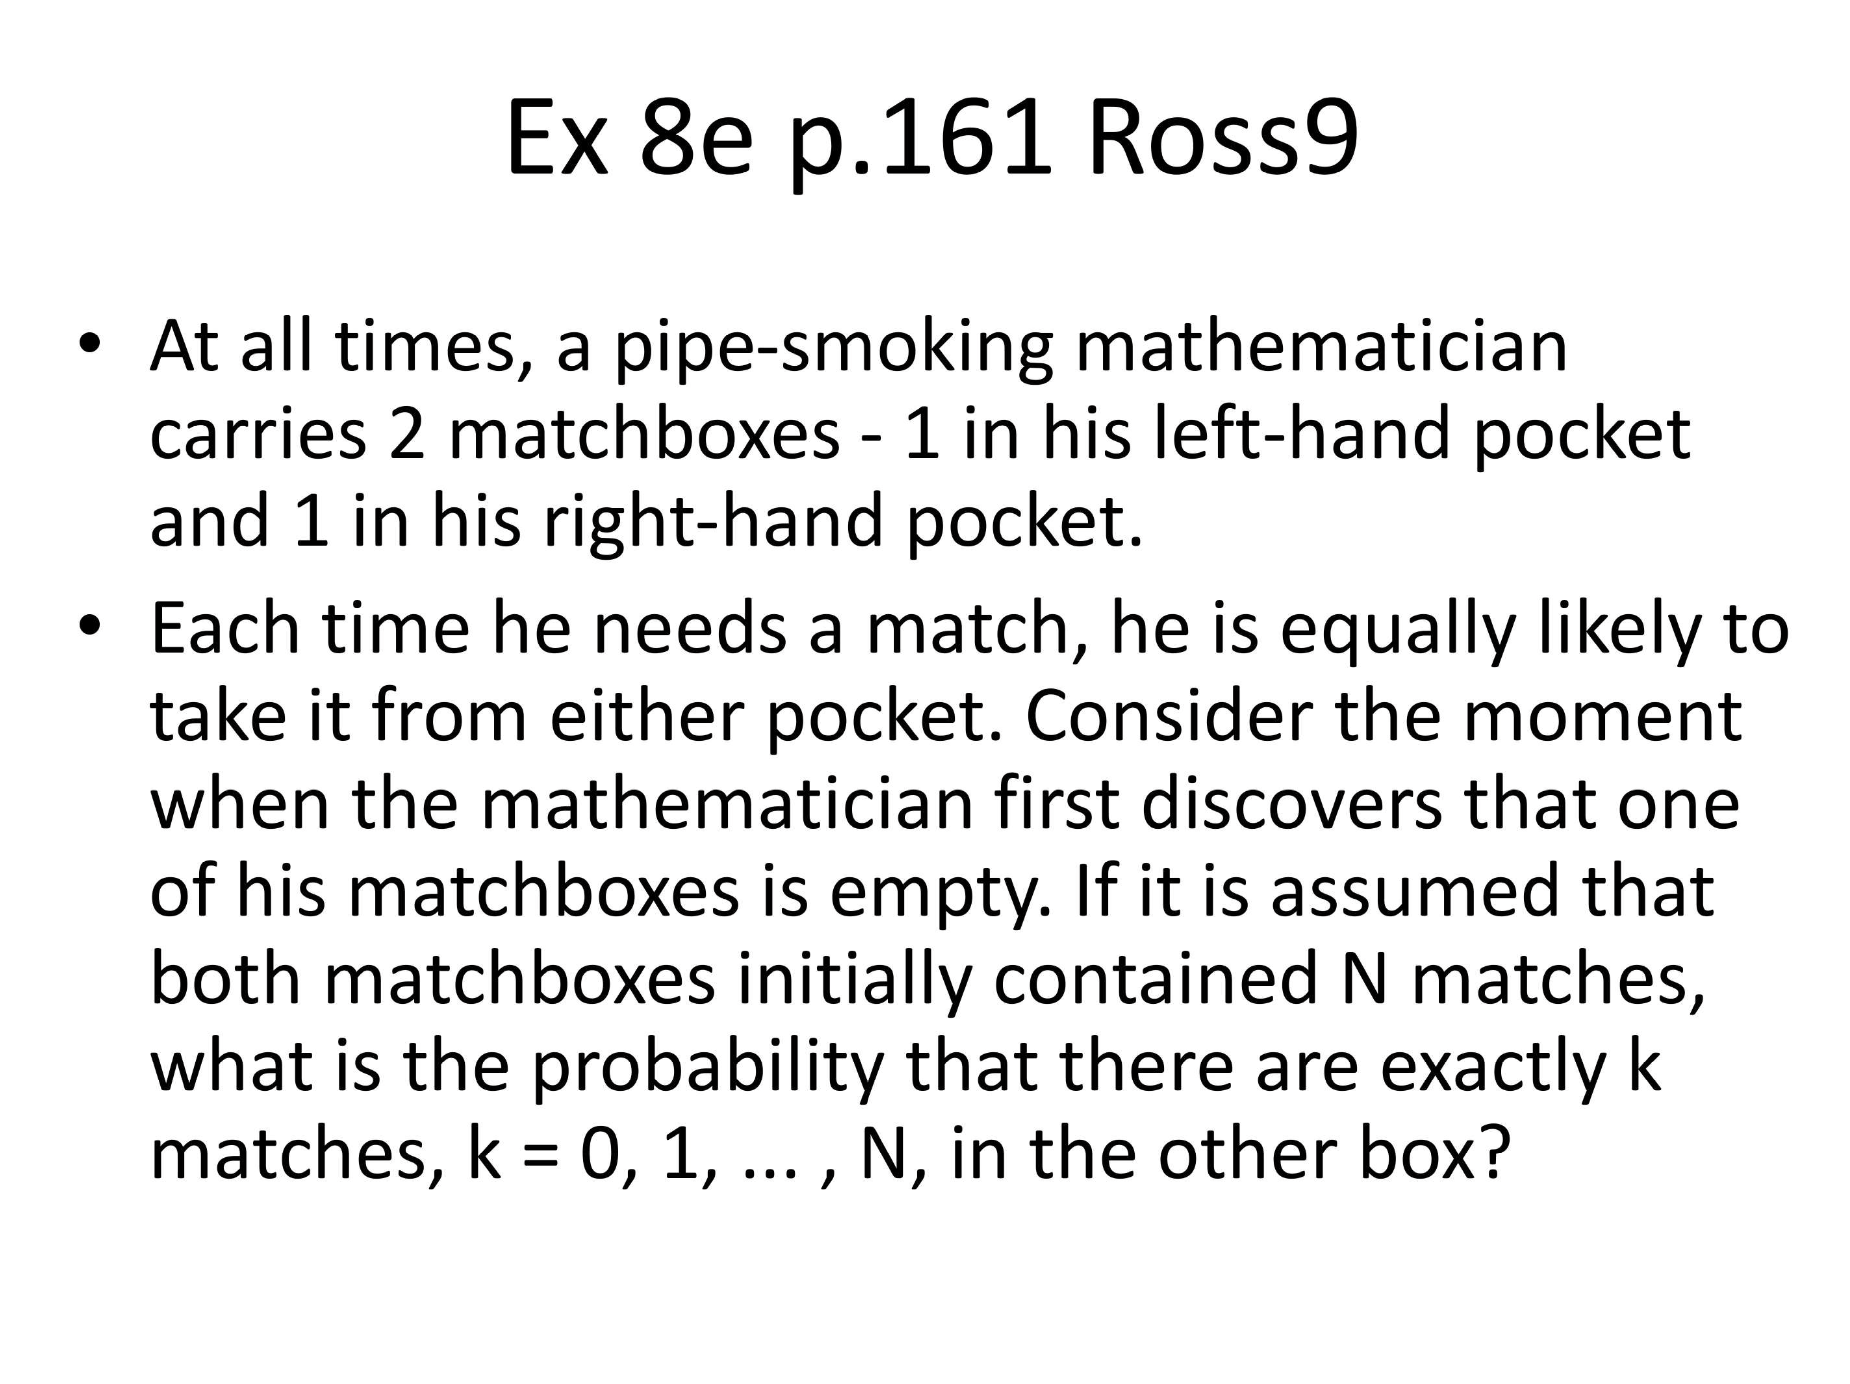 Ex 8e p.161 Ross9
• At all times, a pipe-smoking mathematician
carries 2 matchboxes - 1 in his left-hand pocket
and 1 in his right-hand pocket.
• Each time he needs a match, he is equally likely to
take it from either pocket. Consider the moment
when the mathematician first discovers that one
of his matchboxes is empty. If it is assumed that
both matchboxes initially contained N matches,
what is the probability that there are exactly k
matches, k = 0, 1, ... , N, in the other box?